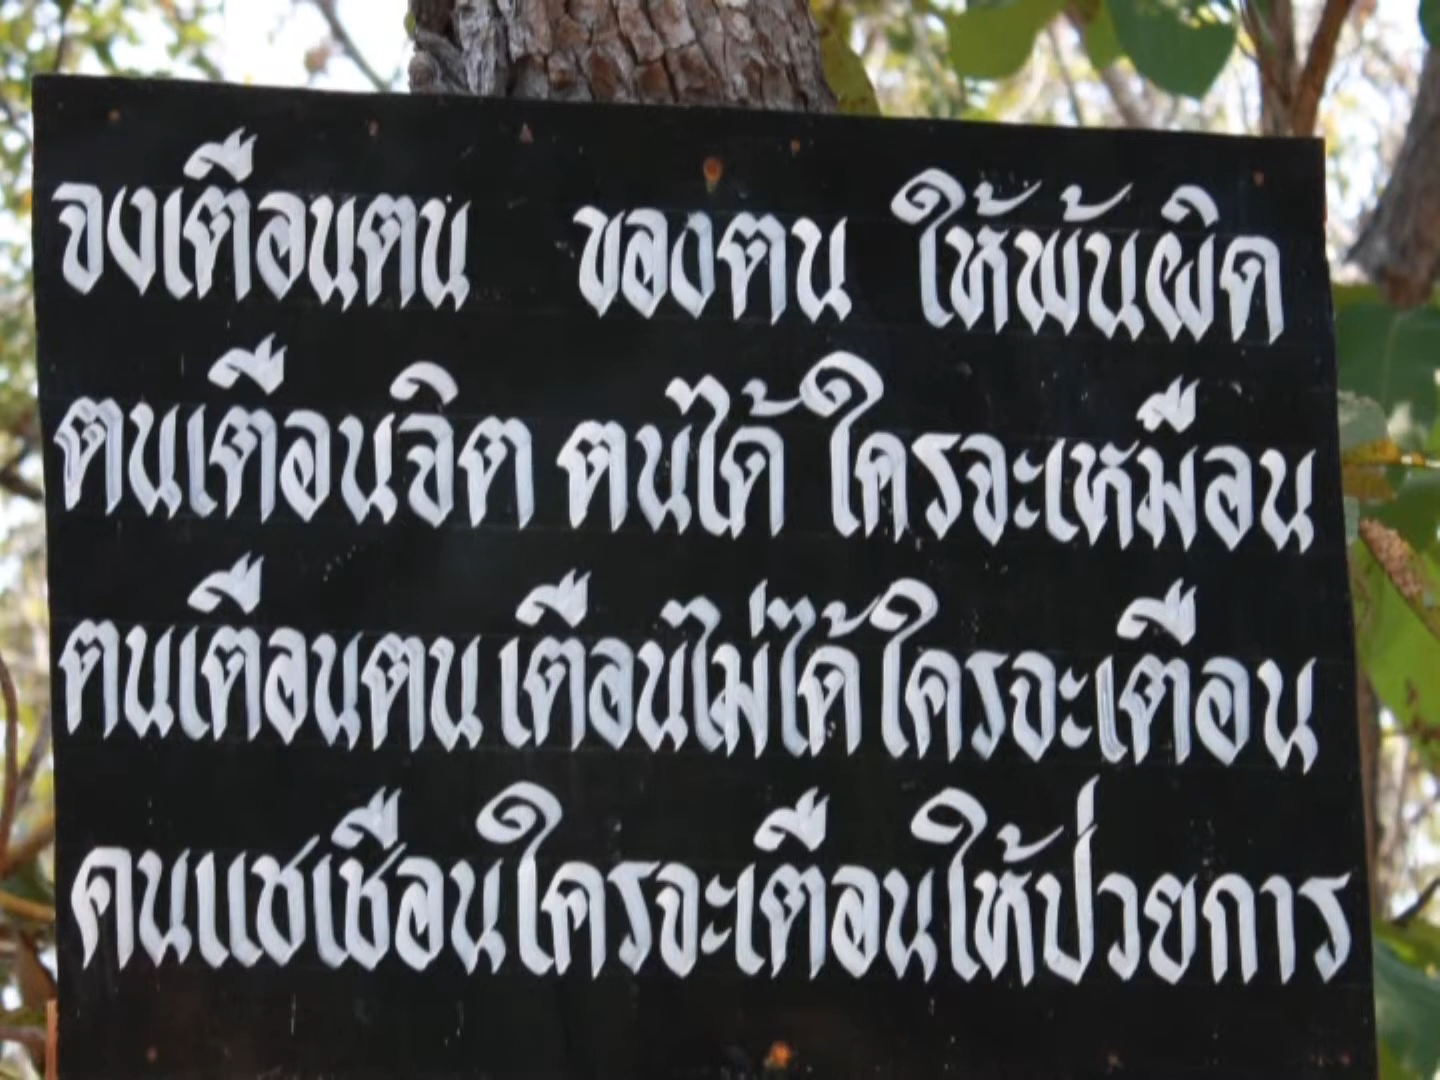 จงเตือนตน ของตน ให้พ้นผิด
ตนเตือนจิต ตนได้ ใครจะเหมือน
ตนเตือนตน เตือนไม่ได้ ใครจะเตือน
คนแชเชือนใครจะเตือนให้ป่วยการ